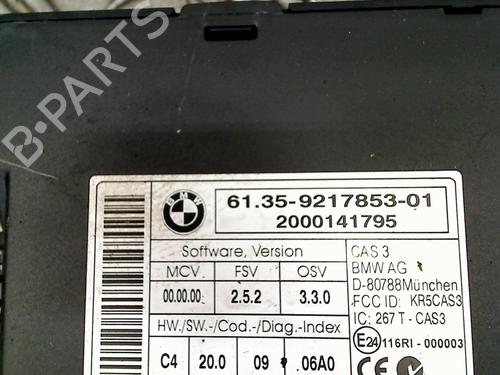 BMW
61.35-9217853-01
2000141795
Software, Version
MCV FSV OSV
00.00.00 2.5.2 3.3.0
HW./SW.-/Cod.-/Diag.-Index
C4 20.0 09 .06A0
CAS 3
BMW AG
D-80788München
FCC ID: KR5CAS3
IC: 267 T - CAS3
E24 116RI - 000003
B-PARTS